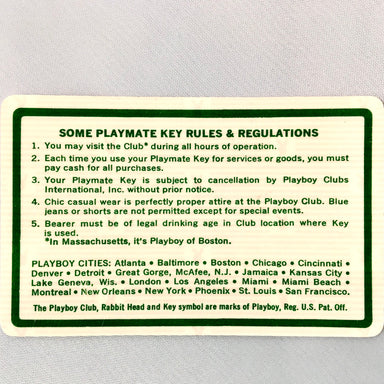 SOME PLAYMATE KEY RULES & REGULATIONS
1. You may visit the Club* during all hours of operation.
2. Each time you use your Playmate Key for services or goods, you must
pay cash for all purchases.
3. Your Playmate Key is subject to cancellation by Playboy Clubs
International, Inc. without prior notice.
4. Chic casual wear is perfectly proper attire at the Playboy Club. Blue
jeans or shorts are not permitted except for special events.
5. Bearer must be of legal drinking age in Club location where Key
is used.
*In Massachusetts, it's Playboy of Boston.
PLAYBOY CITIES: Atlanta • Baltimore • Boston • Chicago • Cincinnati •
Denver • Detroit • Great Gorge, McAfee, N.J. • Jamaica • Kansas City •
Lake Geneva, Wis. • London • Los Angeles • Miami • Miami Beach •
Montreal • New Orleans • New York • Phoenix • St. Louis • San Francisco.
The Playboy Club, Rabbit Head and Key symbol are marks of Playboy, Reg. U.S. Pat. Off.